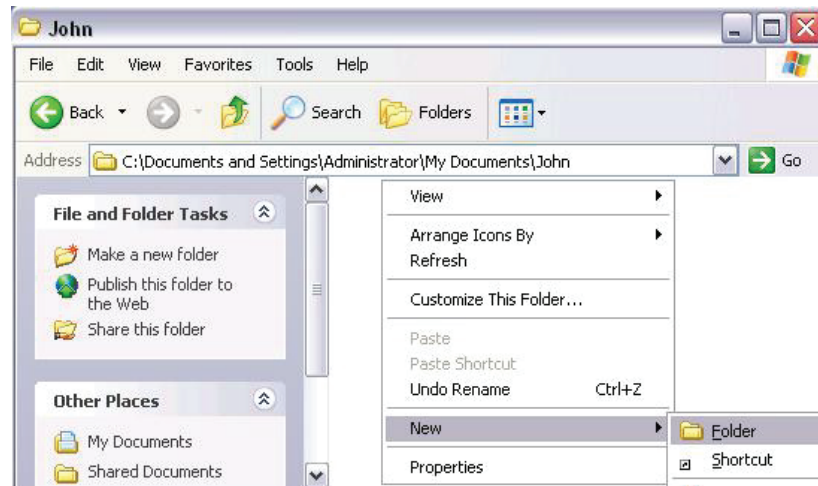 John
File Edit View Favorites Tools Help
Back Search Folders
Address C:\Documents and Settings\Administrator\My Documents\John Go
File and Folder Tasks
Make a new folder
Publish this folder to
the Web
Share this folder
Other Places
My Documents
Shared Documents
View
Arrange Icons By
Refresh
Customize This Folder...
Paste
Paste Shortcut
Undo Rename Ctrl+Z
New
Properties
Folder
Shortcut